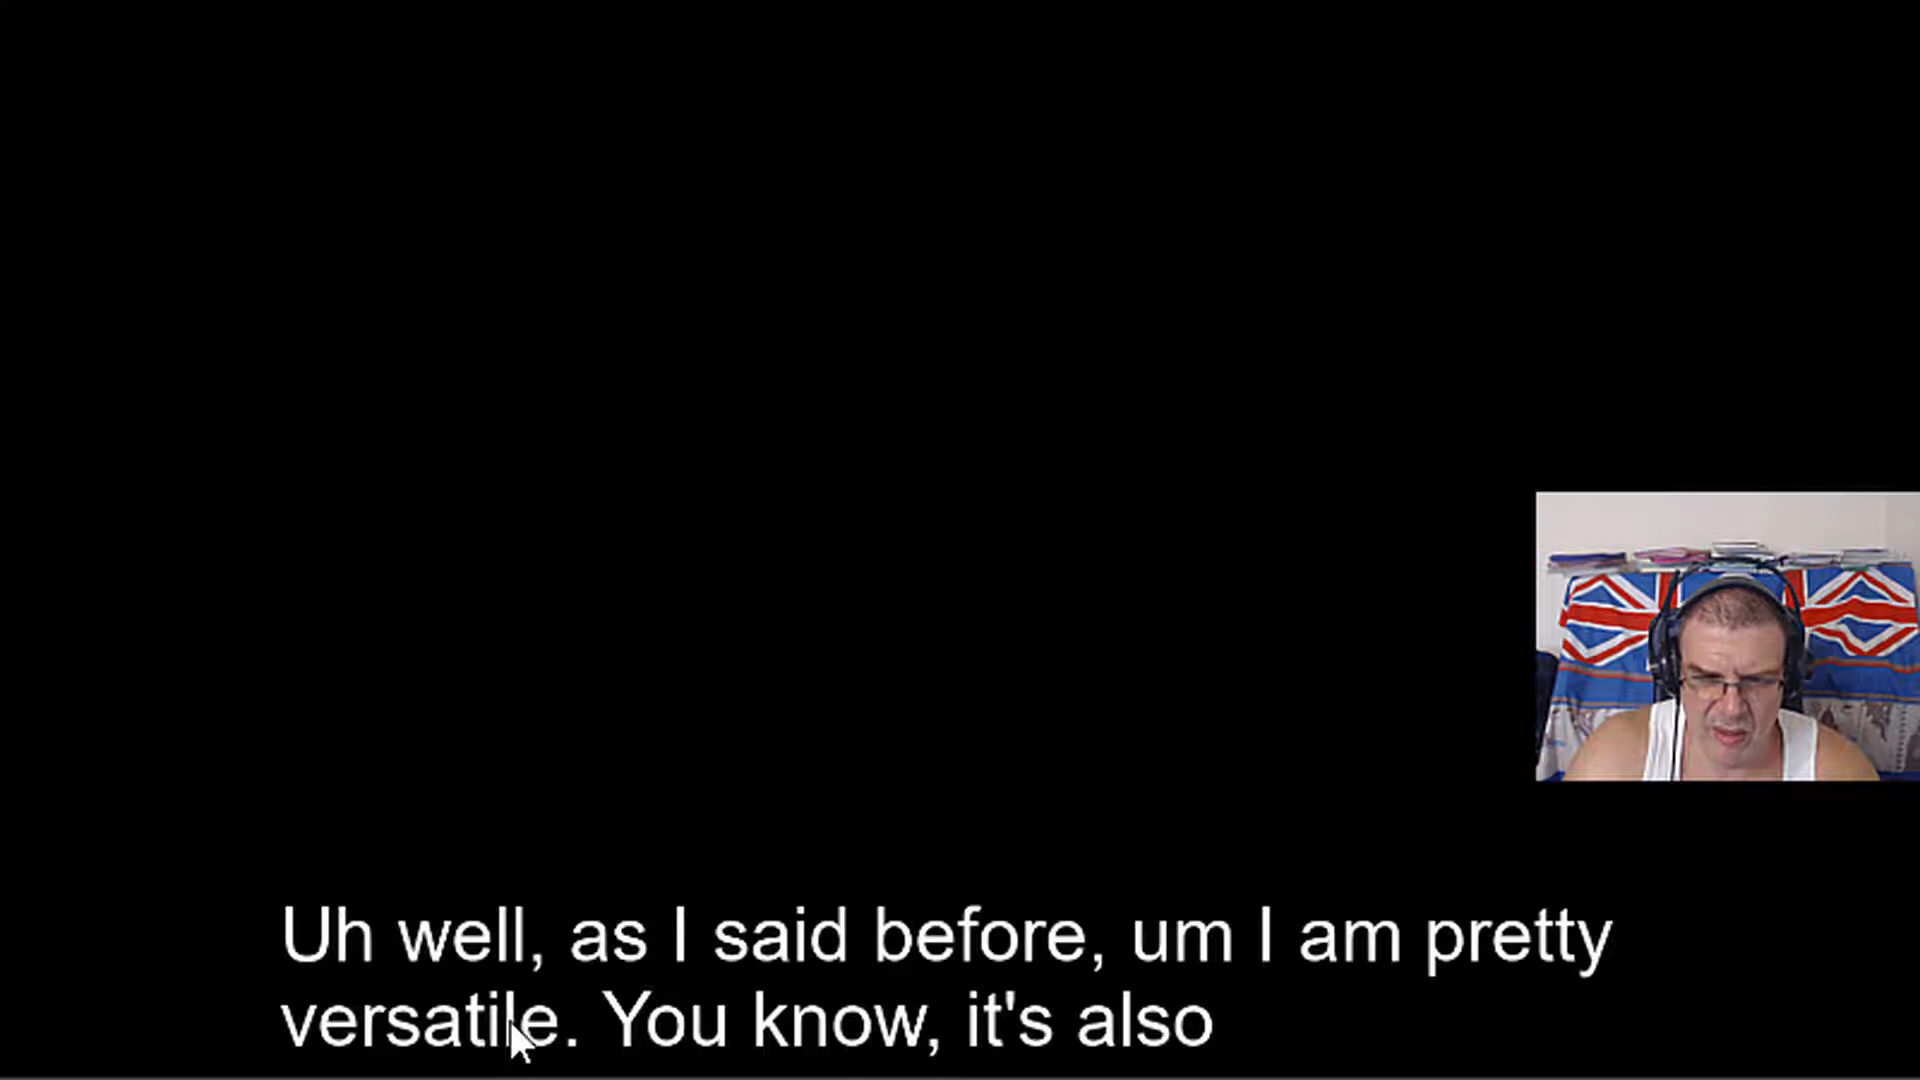 Uh well, as I said before, um I am pretty
versatile. You know, it's also